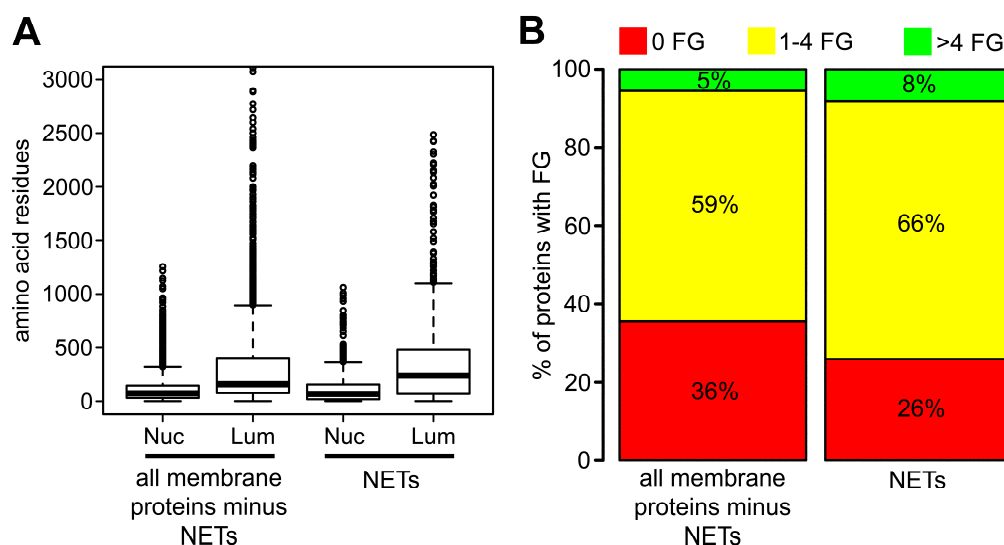 A
amino acid residues
3000
2500
2000
1500
1000
500
0
Nuc Lum Nuc Lum
all membrane
proteins minus
NETs
NETs
B
0 FG 1-4 FG >4 FG
% of proteins with FG
100
80
60
40
20
0
5% 8%
59% 66%
36% 26%
all membrane
proteins minus
NETs
NETs